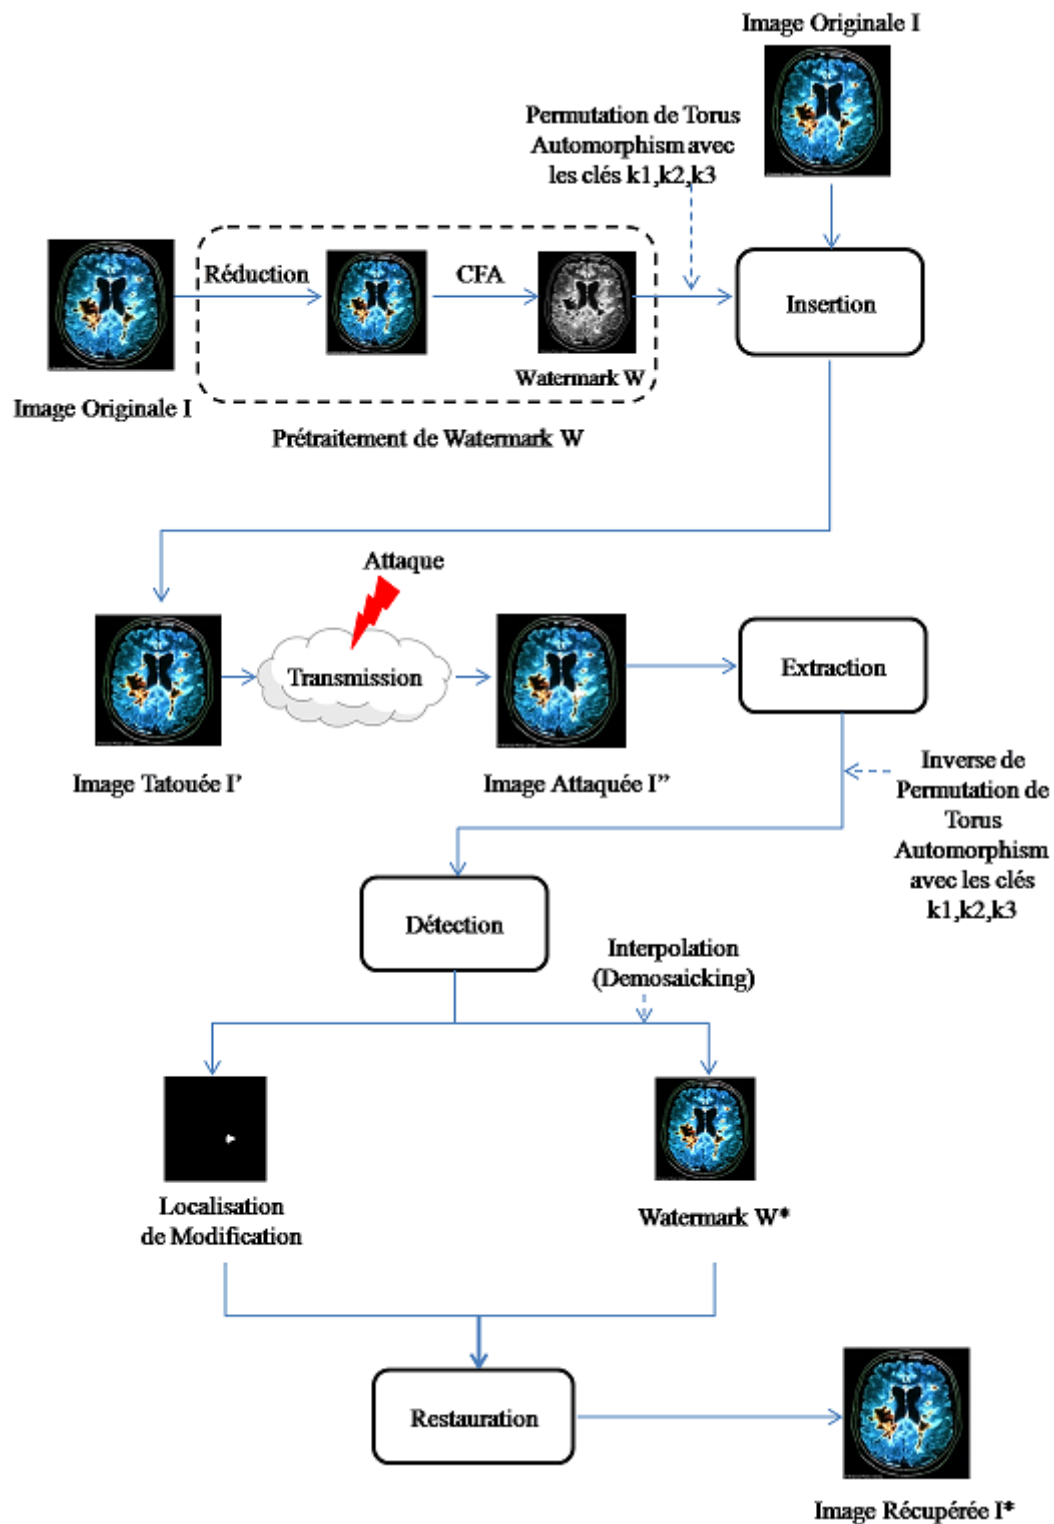 Image Originale I
Permutation de Torus
Automorphism avec
les clés k1,k2,k3
Réduction
CFA
Insertion
Watermark W
Image Originale I
Prétraitement de Watermark W
Attaque
Transmission
Extraction
Image Tatouée I’
Image Attaquée I”
Inverse de
Permutation de
Torus
Automorphism
avec les clés
k1,k2,k3
Détection
Interpolation
(Demosaicking)
Localisation
de Modification
Watermark W*
Restauration
Image Récupérée I*